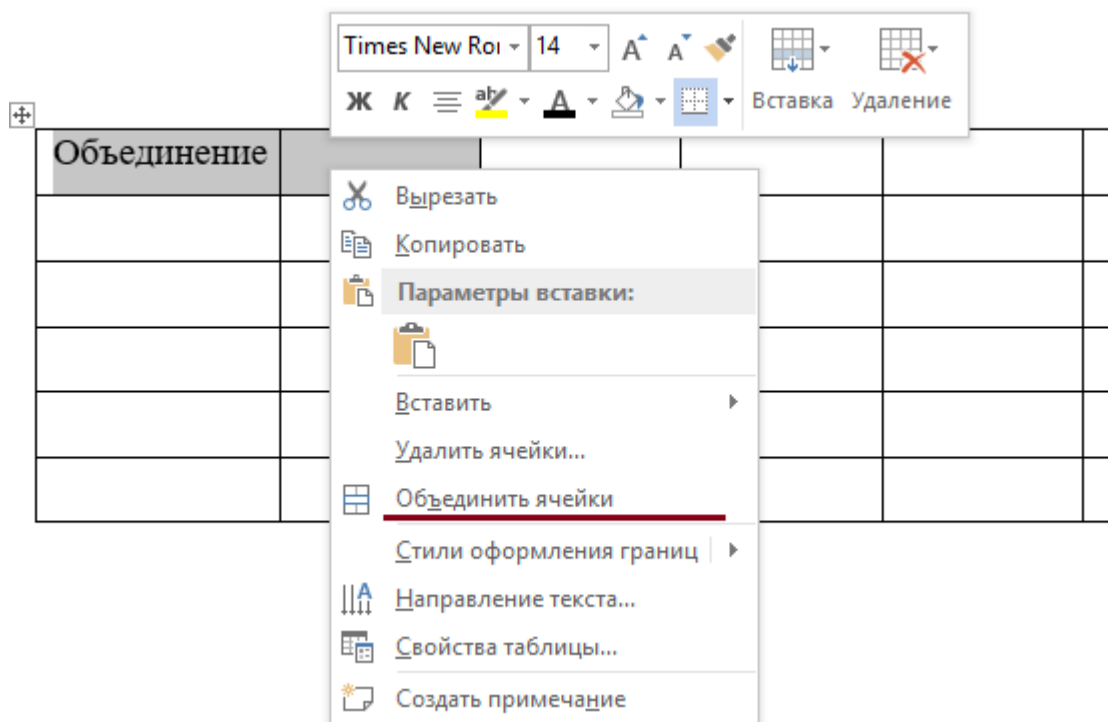 Times New Roı 14
Ж К Вставка Удаление
Объединение
Вырезать
Копировать
Параметры вставки:
Вставить
Удалить ячейки...
Объединить ячейки
Стили оформления границ
Направление текста...
Свойства таблицы...
Создать примечание